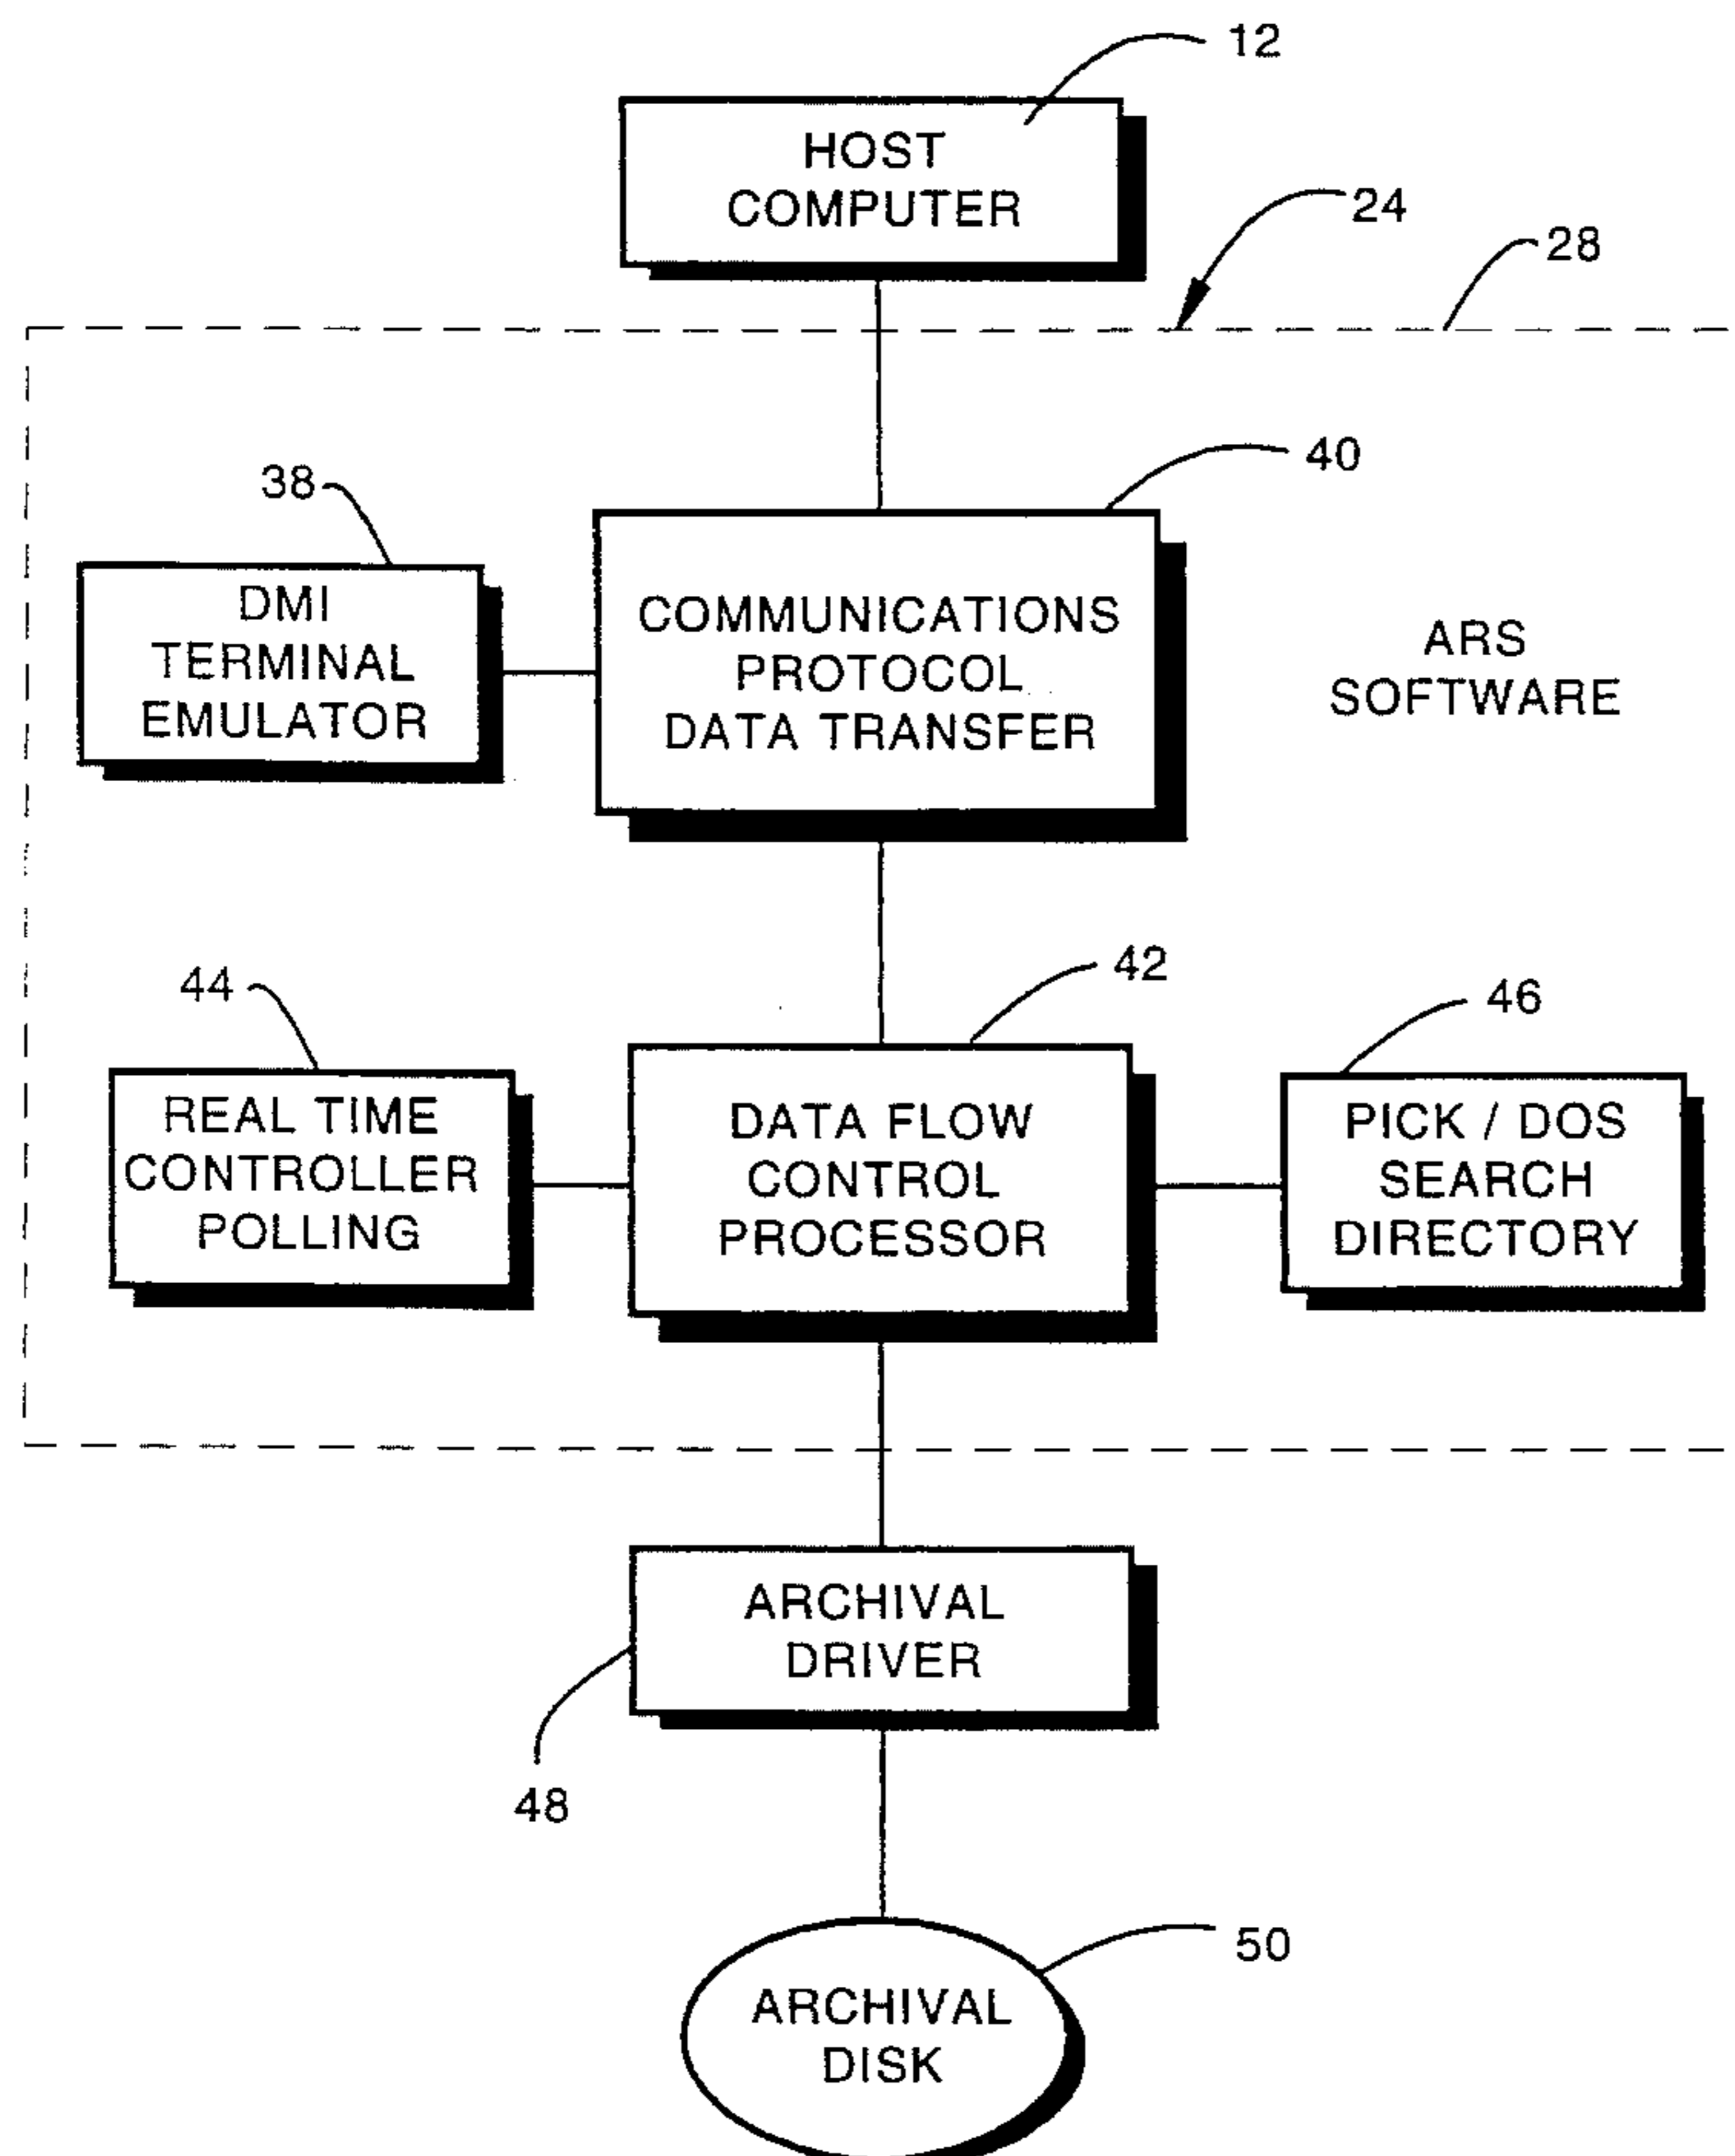 12
HOST
COMPUTER
24
28
40
38
DMI
TERMINAL
EMULATOR
COMMUNICATIONS
PROTOCOL
DATA TRANSFER
ARS
SOFTWARE
42
44
46
REAL TIME
CONTROLLER
POLLING
DATA FLOW
CONTROL
PROCESSOR
PICK / DOS
SEARCH
DIRECTORY
ARCHIVAL
DRIVER
48
50
ARCHIVAL
DISK